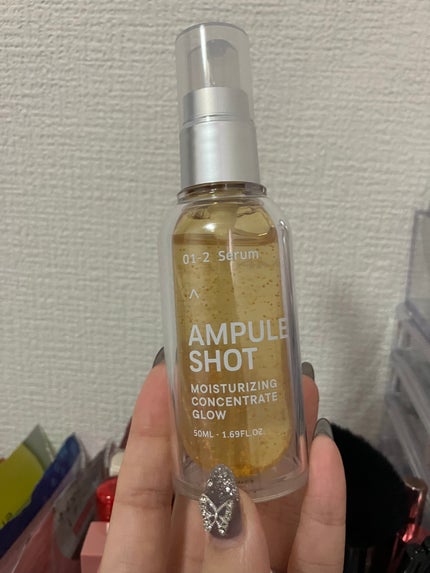 01-2 Serum
AMPULE
SHOT
MOISTURIZING
CONCENTRATE
GLOW
50ML · 1.69FL.OZ.